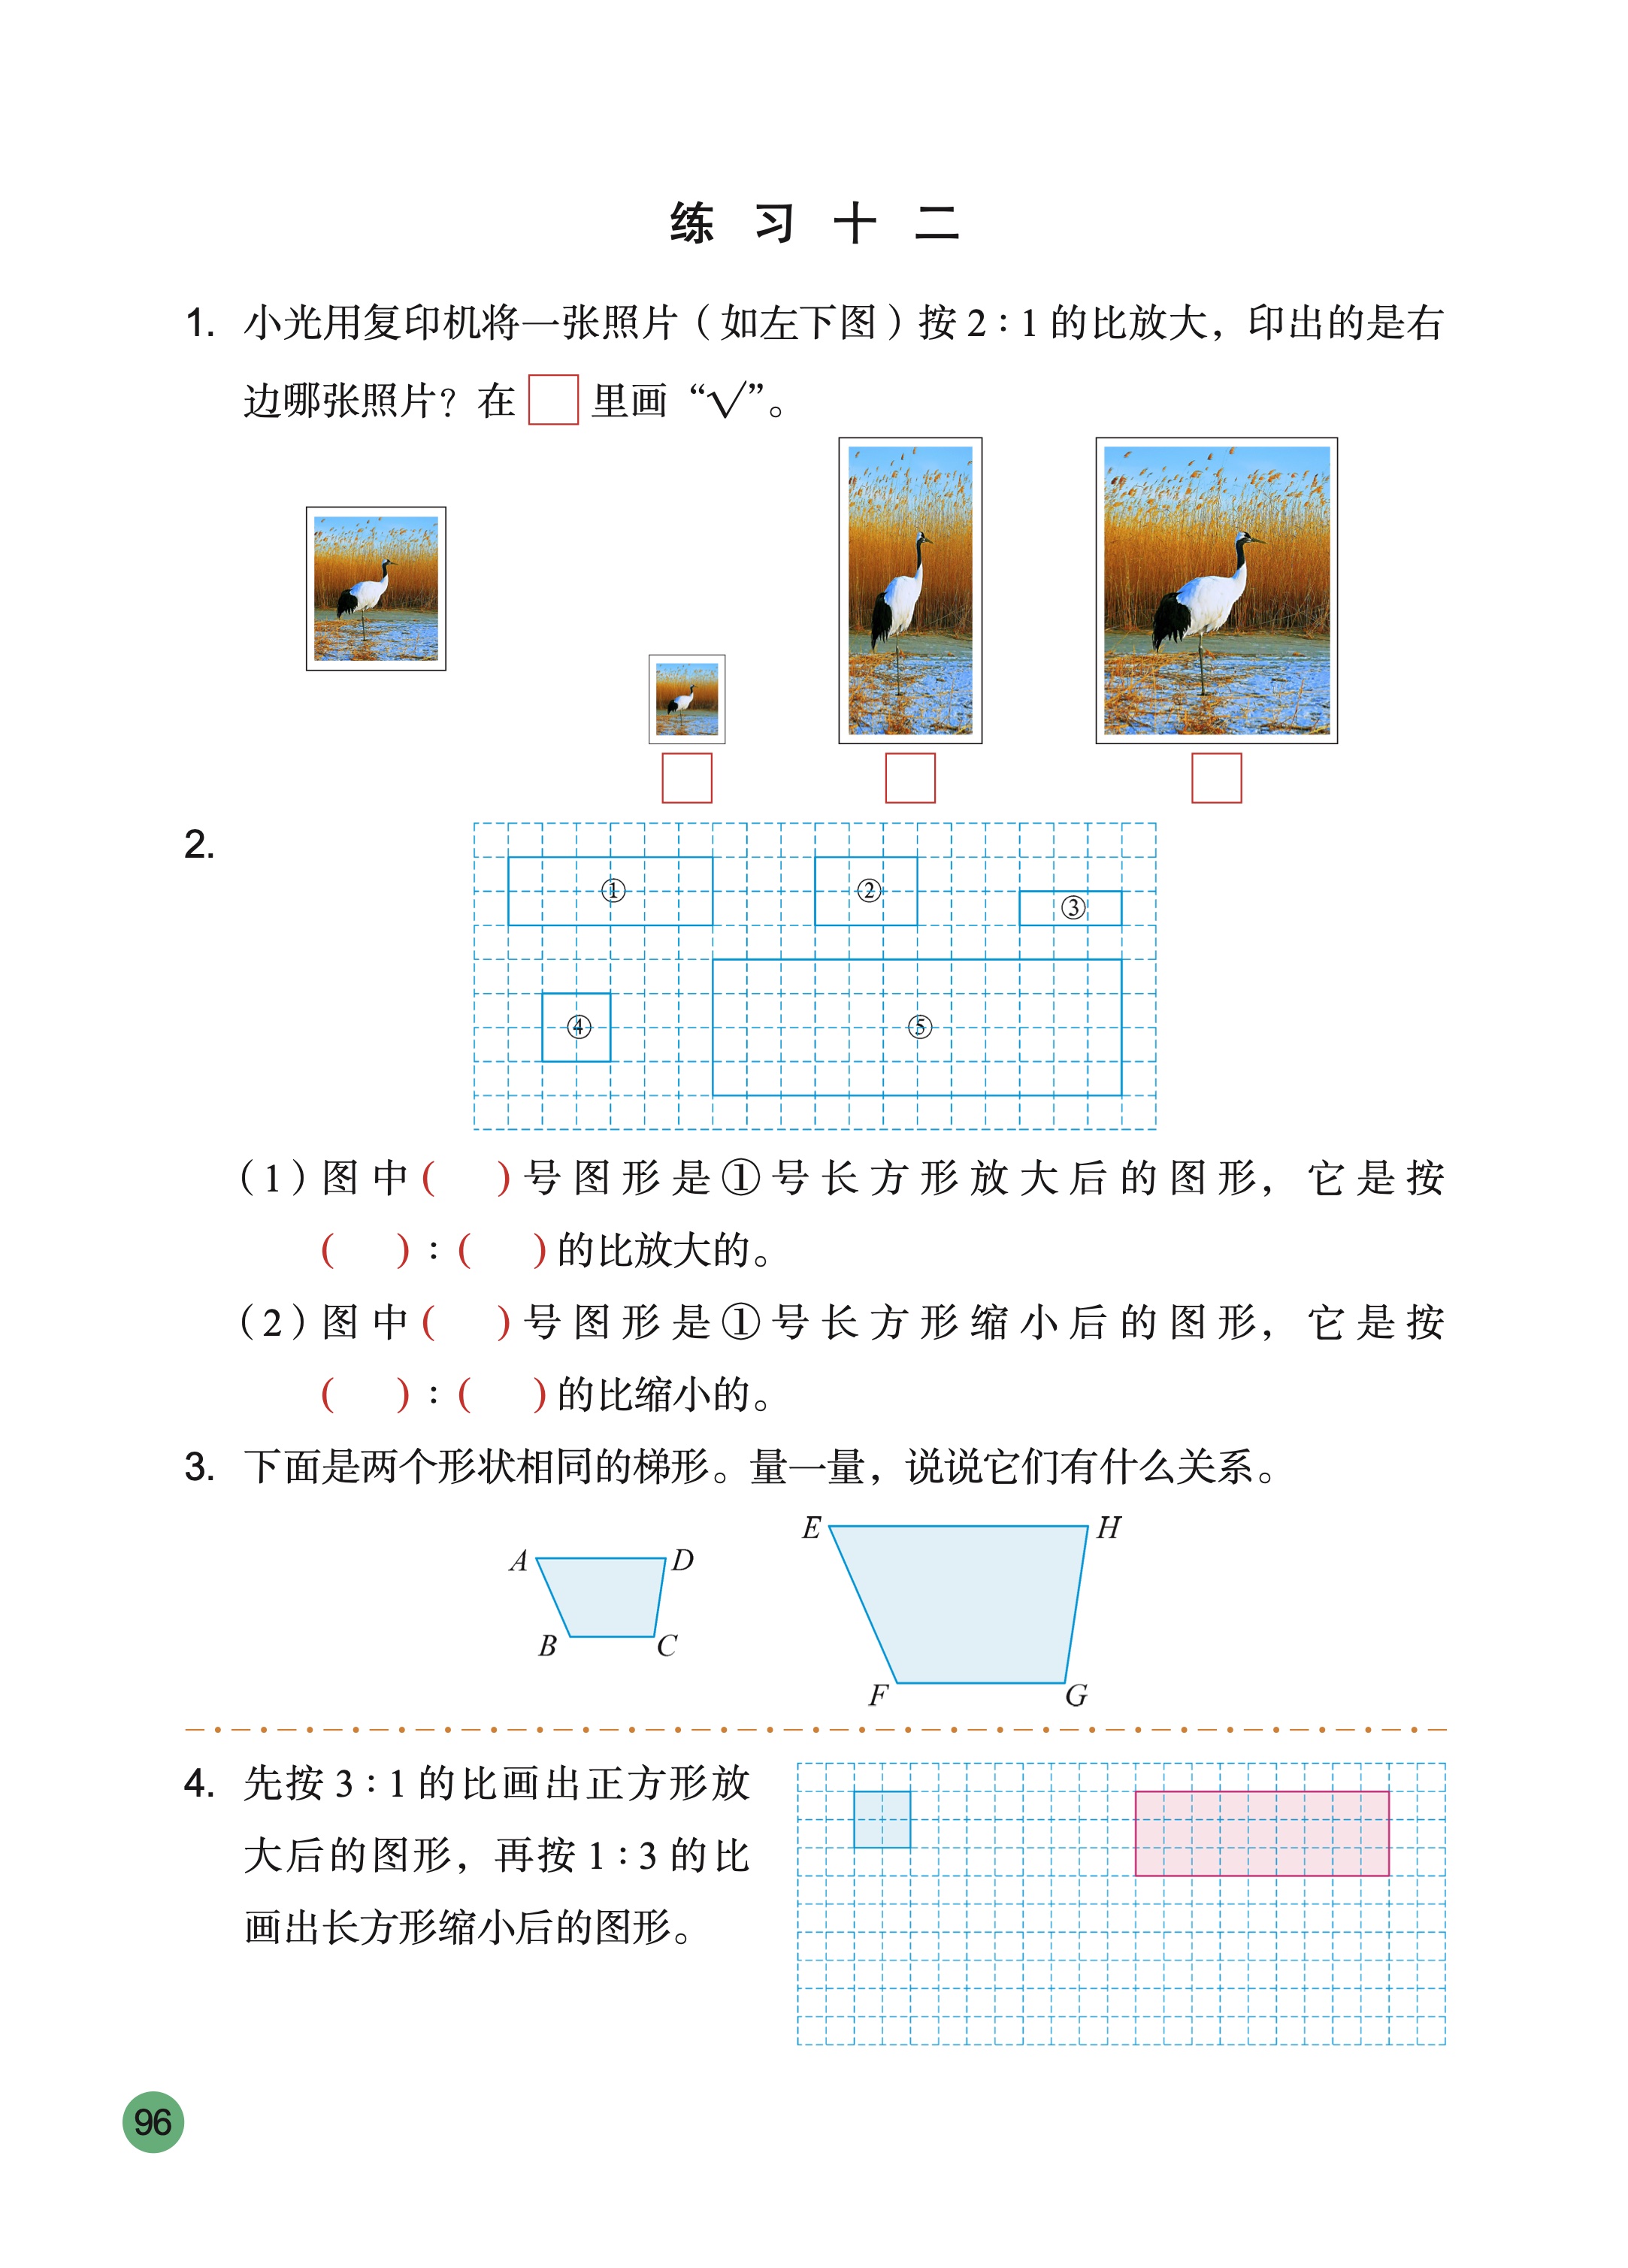 练习十二
1. 小光用复印机将一张照片（如左下图）按 2∶1 的比放大，印出的是右
边哪张照片？在 □ 里画“√”。
2.
① ② ③
④ ⑤
（1）图中(  )号图形是①号长方形放大后的图形，它是按
(  )∶(  )的比放大的。
（2）图中(  )号图形是①号长方形缩小后的图形，它是按
(  )∶(  )的比缩小的。
3. 下面是两个形状相同的梯形。量一量，说说它们有什么关系。
E H
A D
B C
F G
4. 先按 3∶1 的比画出正方形放
大后的图形，再按 1∶3 的比
画出长方形缩小后的图形。
96